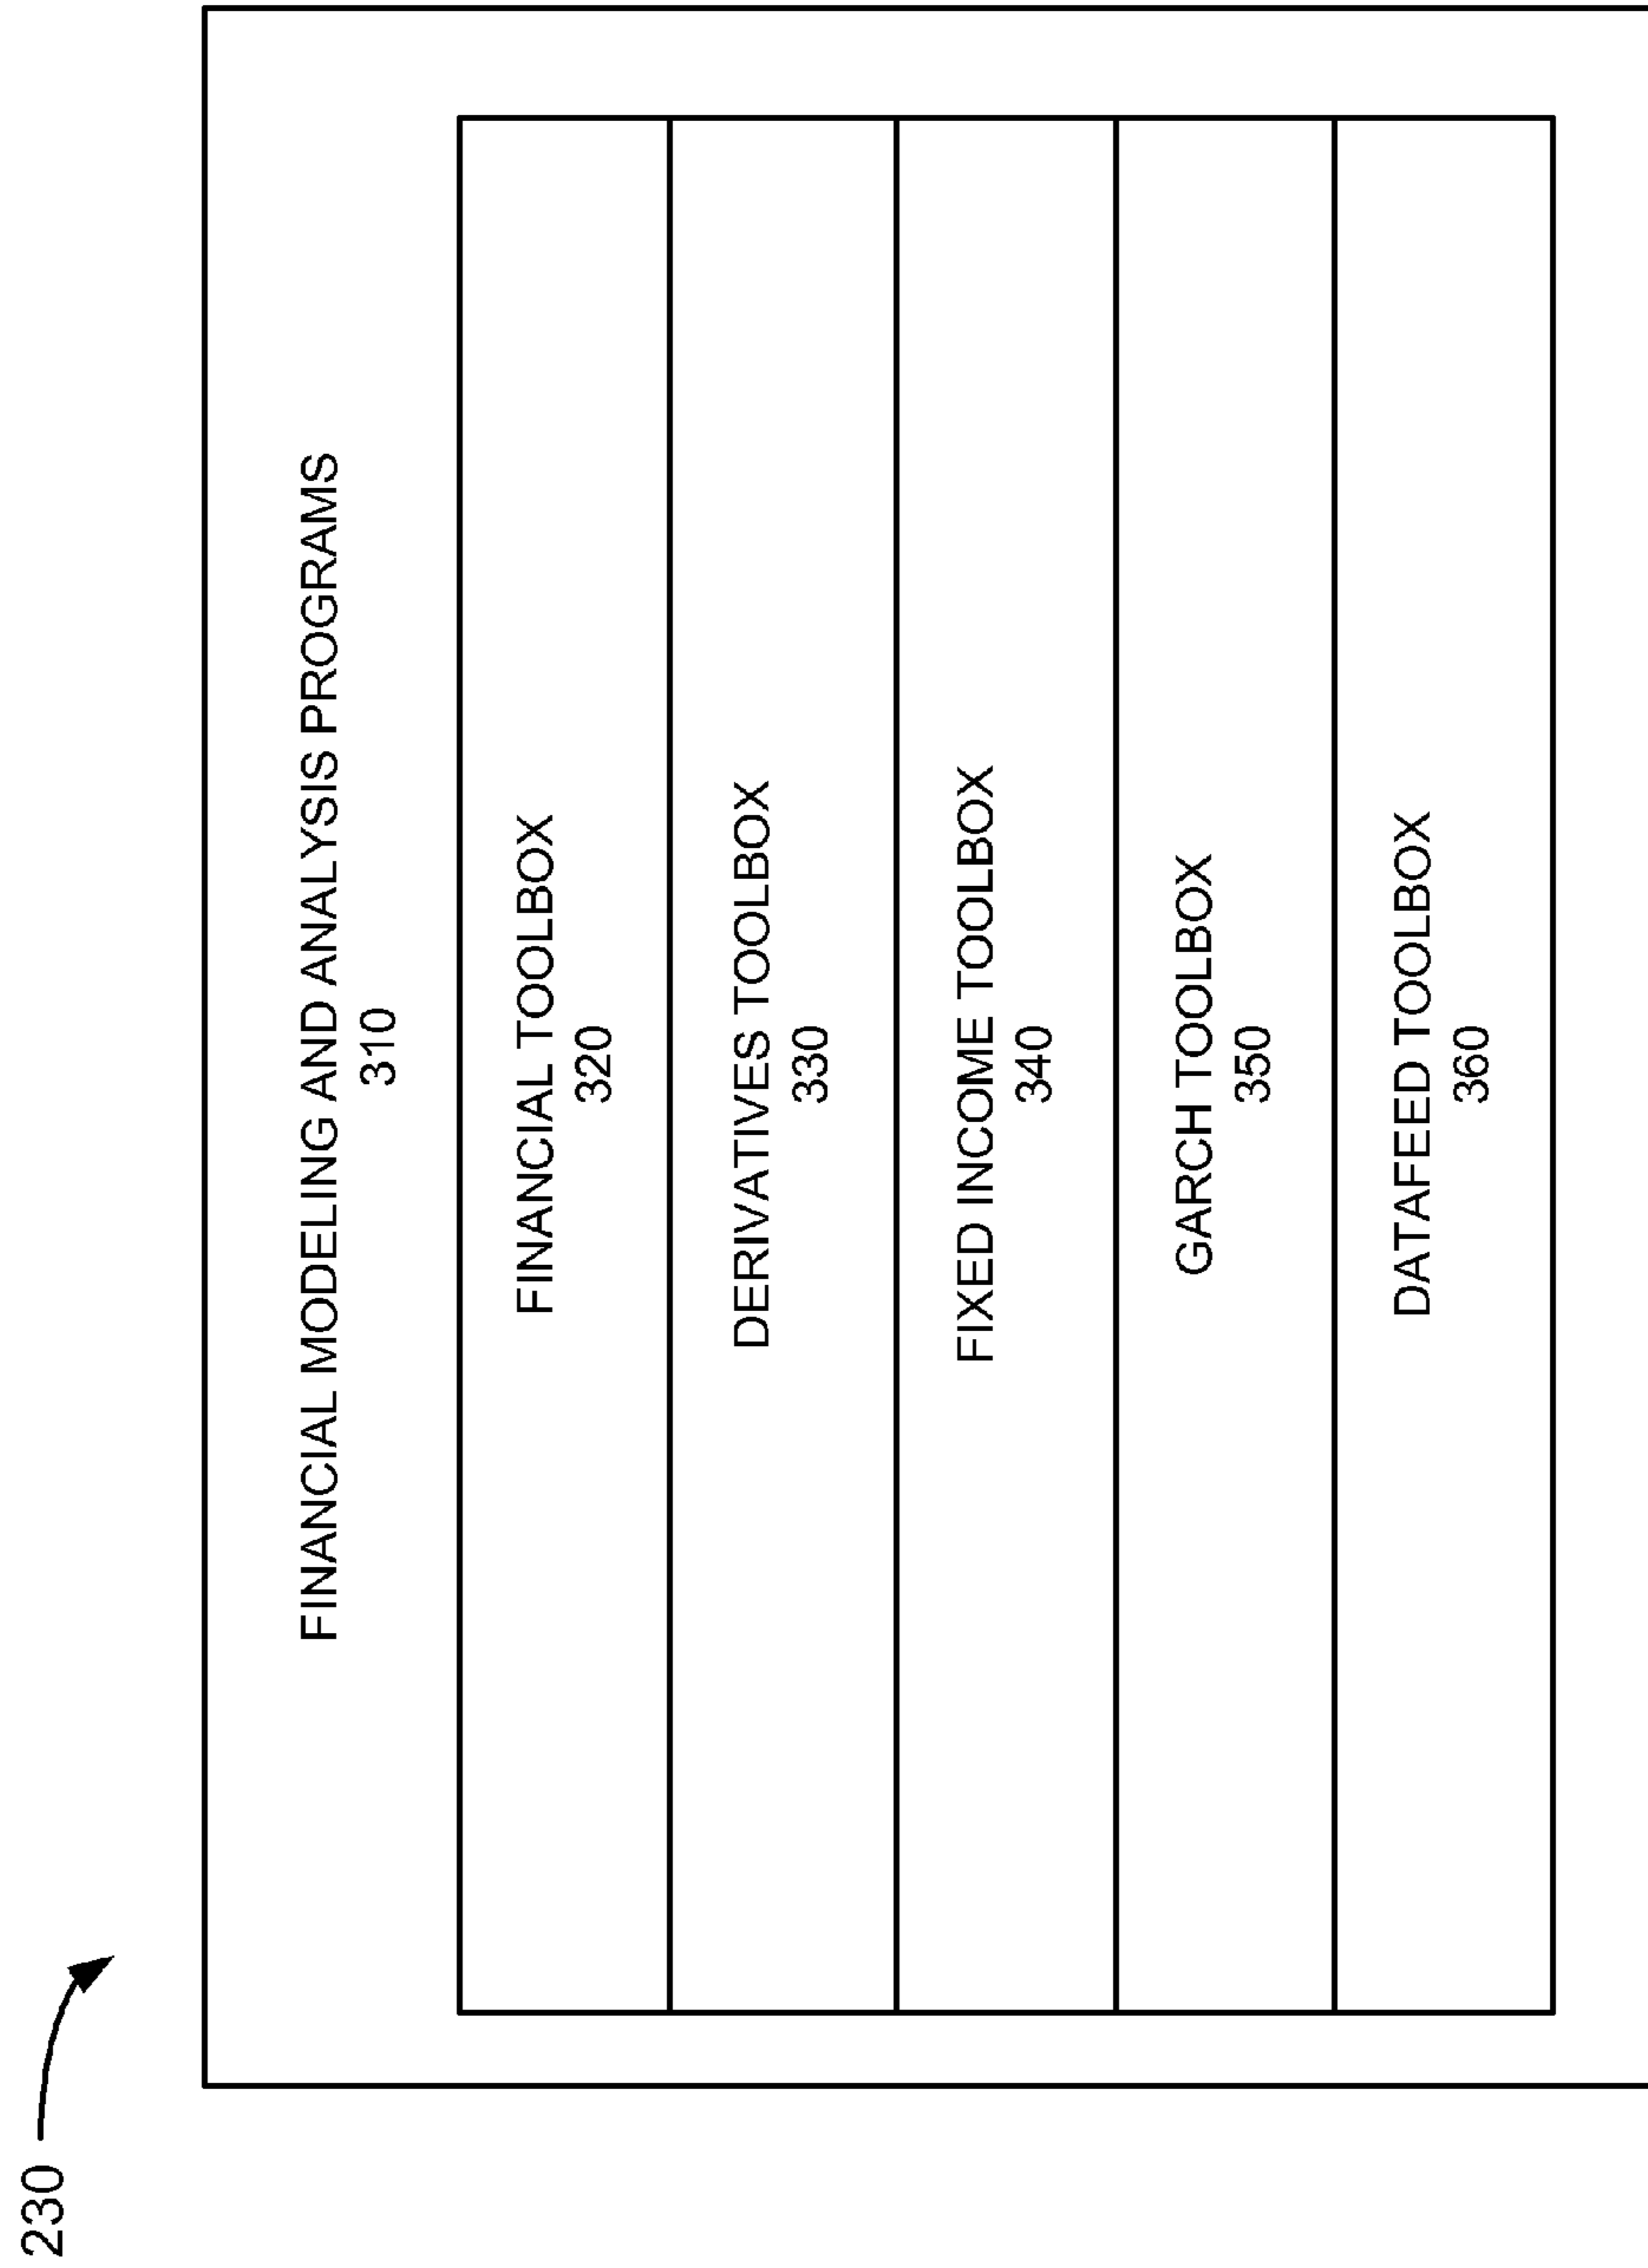 230
FINANCIAL MODELING AND ANALYSIS PROGRAMS
310
FINANCIAL TOOLBOX
320
DERIVATIVES TOOLBOX
330
FIXED INCOME TOOLBOX
340
GARCH TOOLBOX
350
DATAFEED TOOLBOX
360